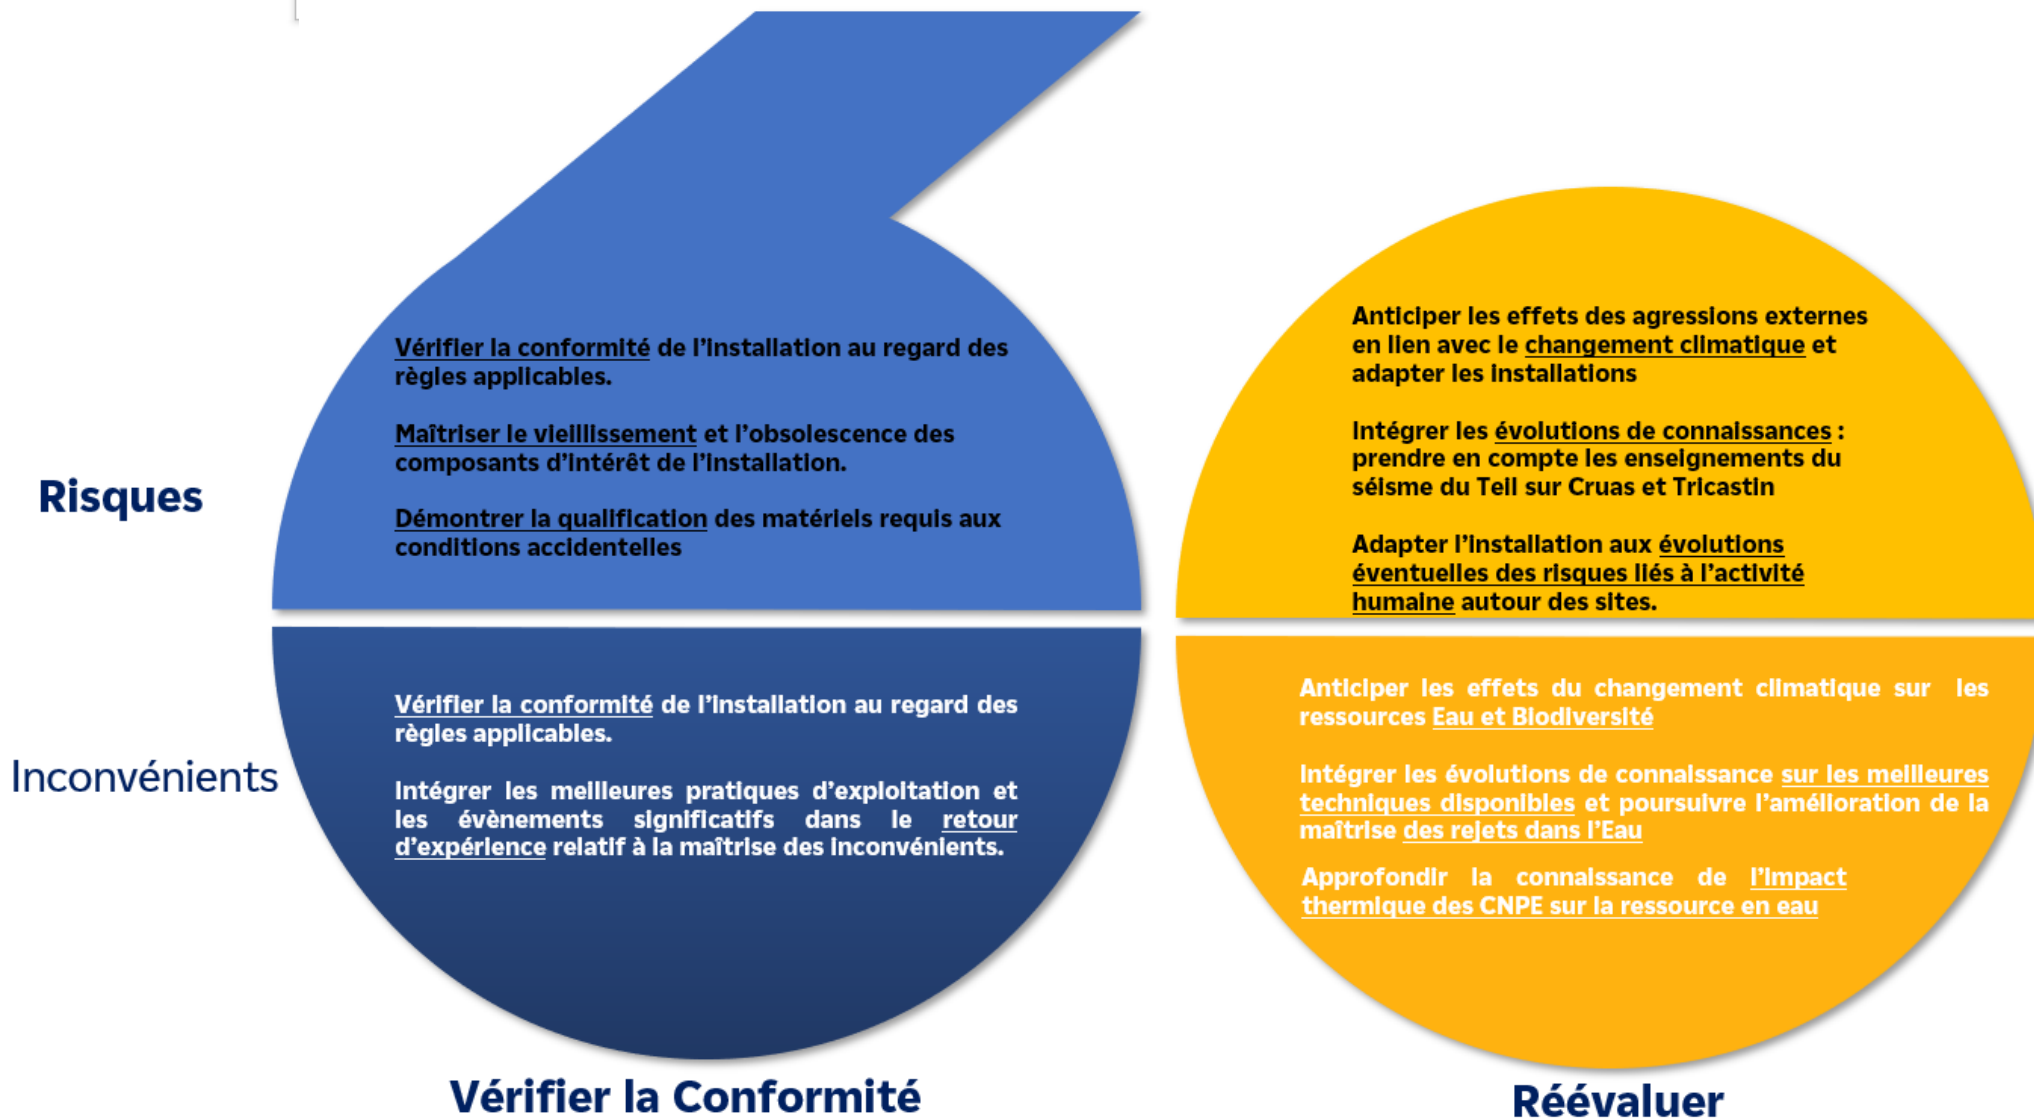 Risques
Vérifier la conformité de l'installation au regard des
règles applicables.
Maîtriser le vieillissement et l'obsolescence des
composants d'intérêt de l'installation.
Démontrer la qualification des matériels requis aux
conditions accidentelles
Anticiper les effets des agressions externes
en lien avec le changement climatique et
adapter les installations
Intégrer les évolutions de connaissances :
prendre en compte les enseignements du
séisme du Teil sur Cruas et Tricastin
Adapter l'installation aux évolutions
éventuelles des risques liés à l'activité
humaine autour des sites.
Inconvénients
Vérifier la conformité de l'installation au regard des
règles applicables.
Intégrer les meilleures pratiques d'exploitation et
les évènements significatifs dans le retour
d'expérience relatif à la maîtrise des inconvénients.
Anticiper les effets du changement climatique sur les
ressources Eau et Biodiversité
Intégrer les évolutions de connaissance sur les meilleures
techniques disponibles et poursuivre l'amélioration de la
maîtrise des rejets dans l'Eau
Approfondir la connaissance de l'impact
thermique des CNPE sur la ressource en eau
Vérifier la Conformité
Réévaluer